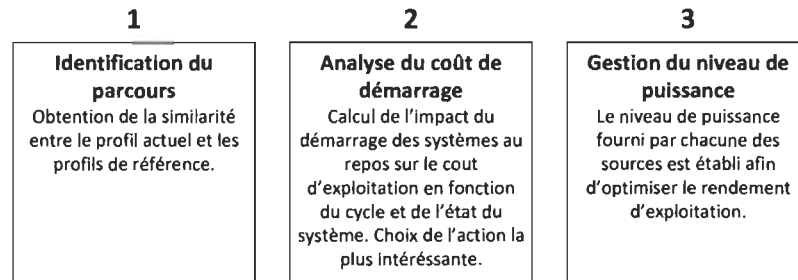 1
Identification du
parcours
Obtention de la similarité
entre le profil actuel et les
profils de référence.
2
Analyse du coût de
démarrage
Calcul de l'impact du
démarrage des systèmes au
repos sur le cout
d'exploitation en fonction
du cycle et de l'état du
système. Choix de l'action la
plus intéréssante.
3
Gestion du niveau de
puissance
Le niveau de puissance
fourni par chacune des
sources est établi afin
d'optimiser le rendement
d'exploitation.